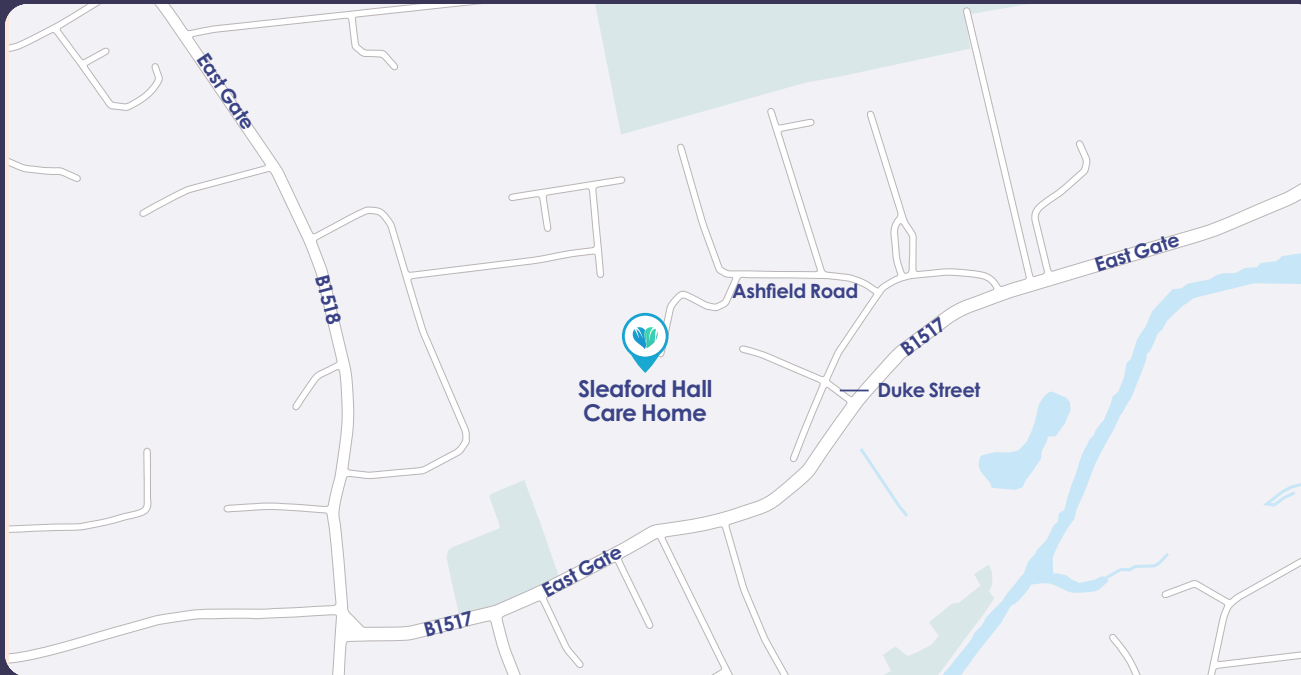 East Gate
East Gate
B1518
Ashfield Road
B1517
Sleaford Hall
Care Home
Duke Street
East Gate
B1517